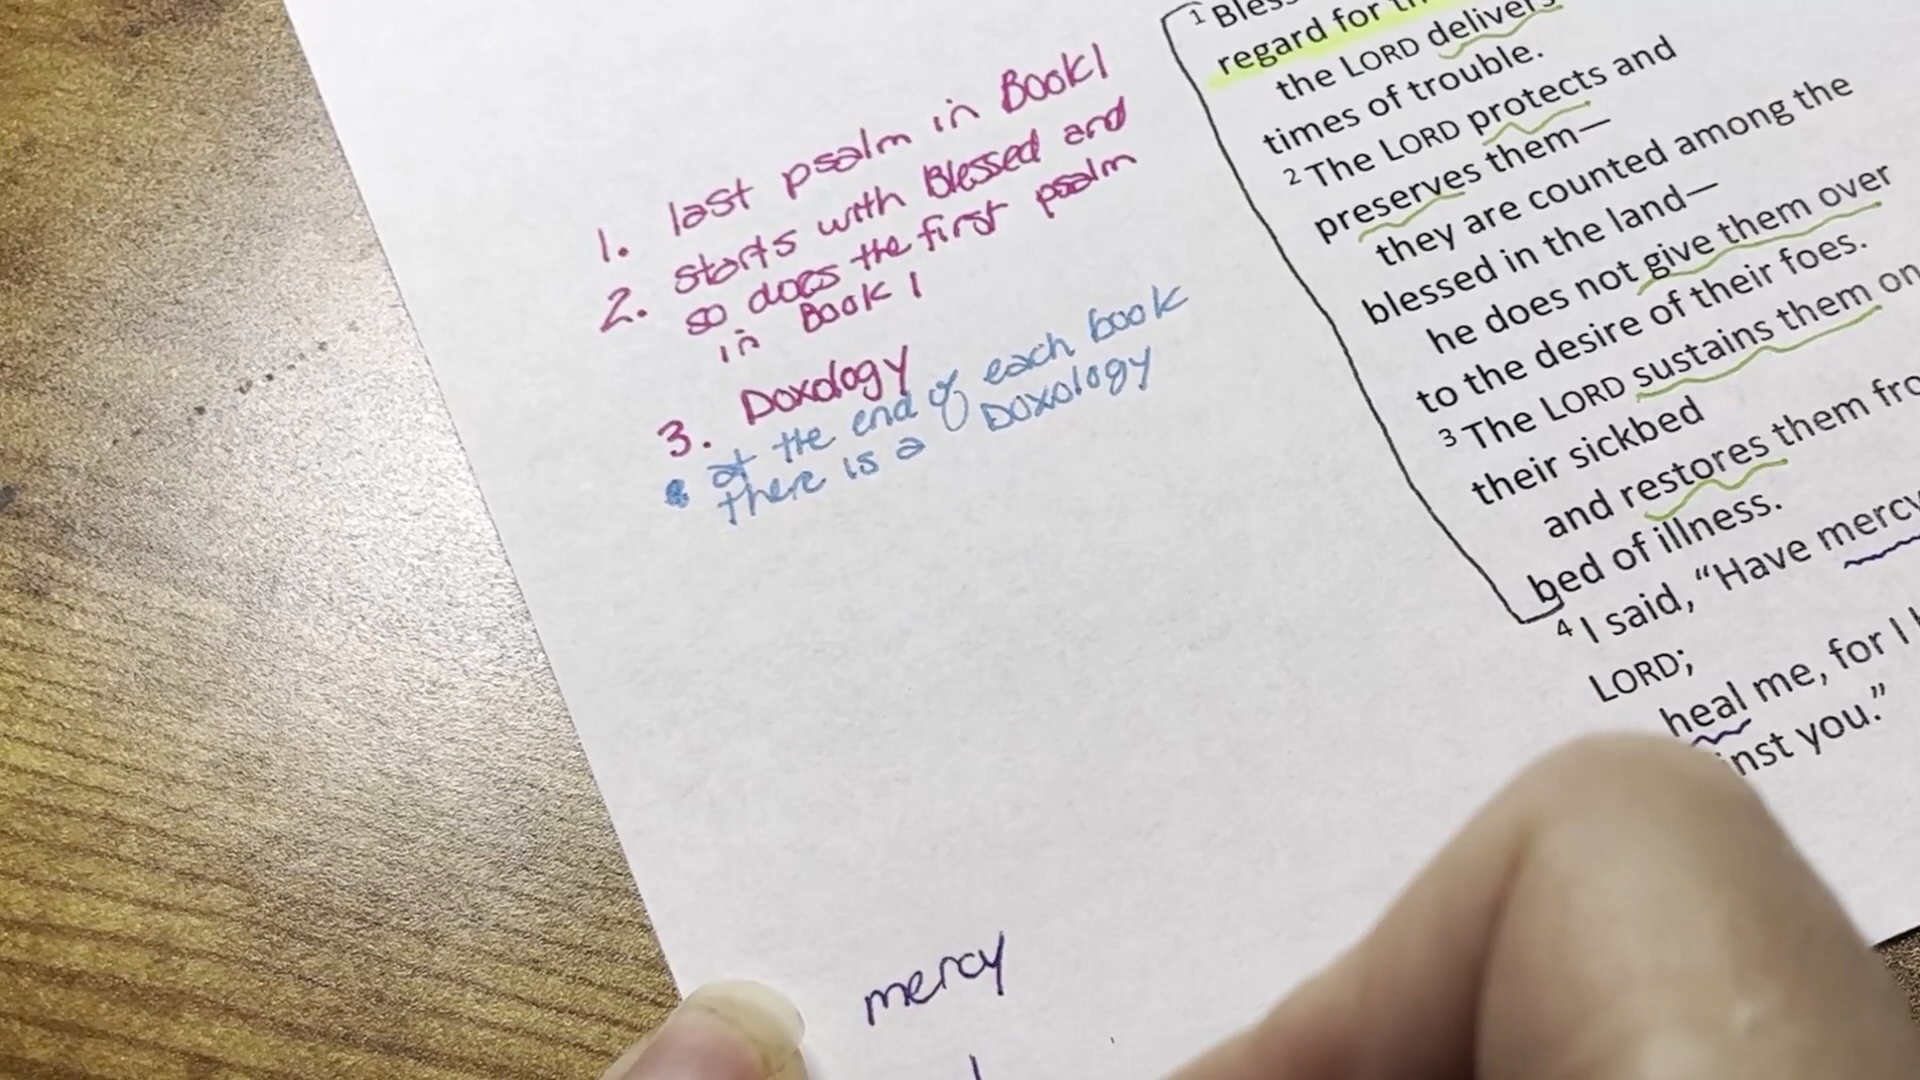 1. last psalm in Book 1
2. starts with Blessed and
so does the first psalm
in Book 1
3. Doxology
• at the end of each book
there is a Doxology
mercy
1
regard for
the LORD delivers
times of trouble.
2 The LORD protects and
preserves them—
they are counted among the
blessed in the land—
he does not give them over
to the desire of their foes.
3 The LORD sustains them on
their sickbed
and restores them
bed of illness.
4 I said, “Have mercy
LORD;
heal me, for I
you.”